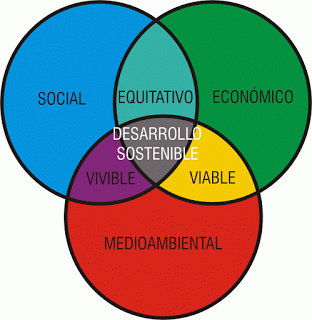 SOCIAL
EQUITATIVO
ECONÓMICO
DESARROLLO
SOSTENIBLE
VIVIBLE
VIABLE
MEDIOAMBIENTAL